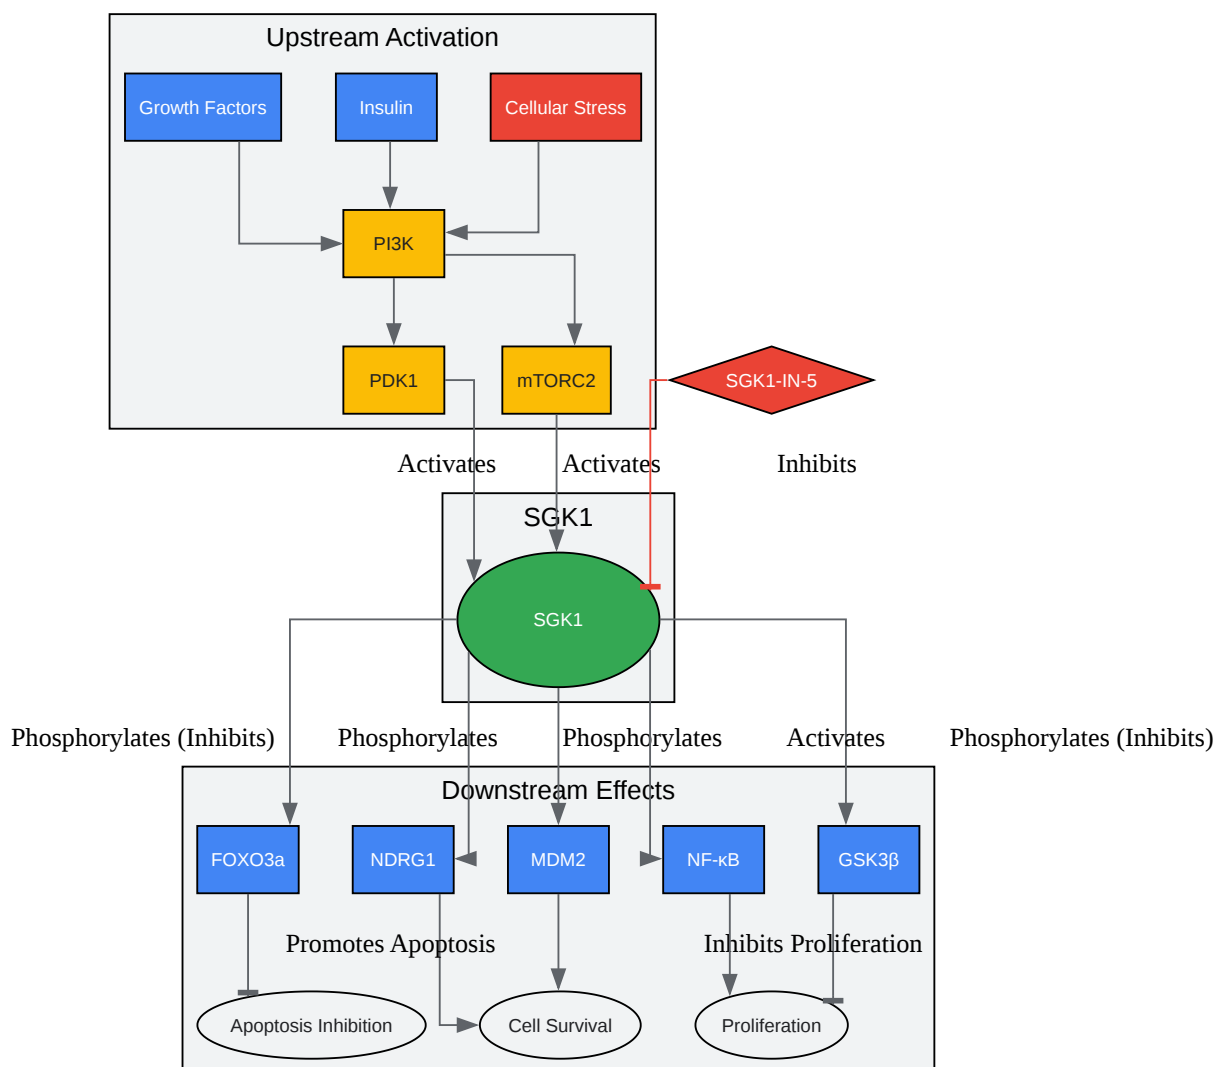 Upstream Activation
Growth Factors
Insulin
Cellular Stress
PI3K
PDK1
mTORC2
SGK1-IN-5
Activates
Activates
Inhibits
SGK1
SGK1
Phosphorylates (Inhibits)
Phosphorylates
Phosphorylates
Activates
Phosphorylates (Inhibits)
Downstream Effects
FOXO3a
NDRG1
MDM2
NF-κB
GSK3β
Promotes Apoptosis
Inhibits Proliferation
Apoptosis Inhibition
Cell Survival
Proliferation